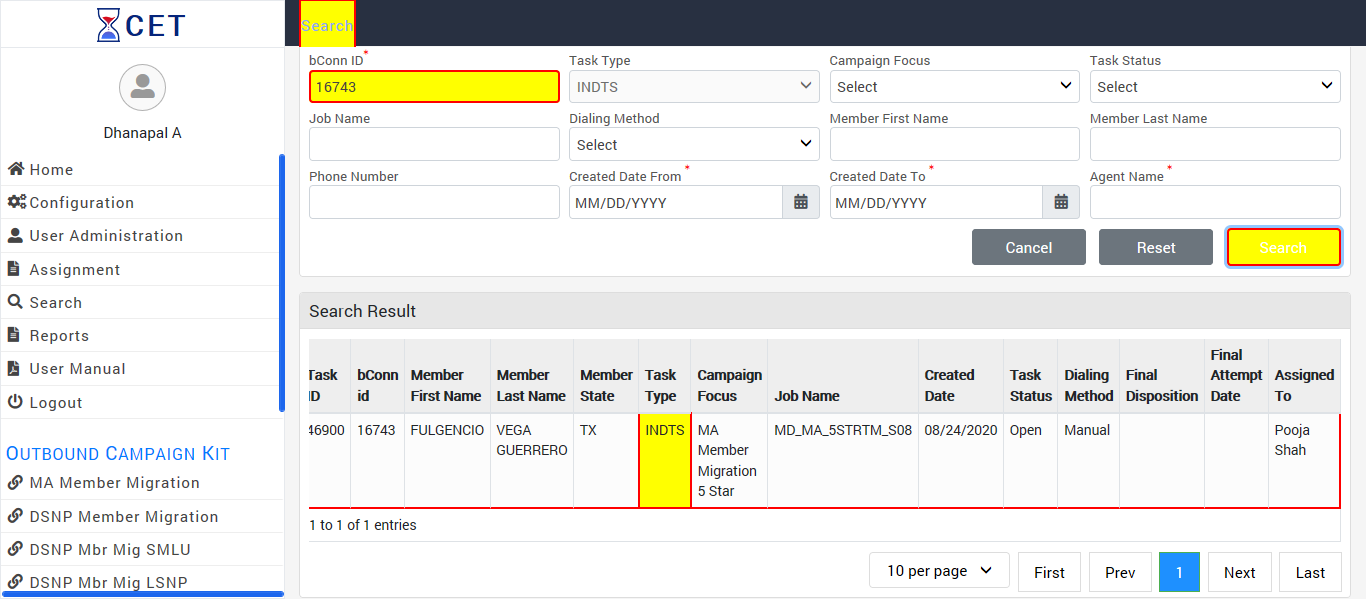 CET
Dhanapal A
Home
Configuration
User Administration
Assignment
Search
Reports
User Manual
Logout
Outbound Campaign Kit
MA Member Migration
DSNP Member Migration
DSNP Mbr Mig SMLU
DSNP Mbr Mig LSNP
Search
bConn ID* Task Type Campaign Focus Task Status
16743 INDTS Select Select
Job Name Dialing Method Member First Name Member Last Name
Select
Phone Number Created Date From * Created Date To * Agent Name *
MM/DD/YYYY MM/DD/YYYY
Cancel Reset Search
Search Result
Final
Task bConn Member Member Member Task Campaign Created Task Dialing Final Attempt Assigned
ID id First Name Last Name State Type Focus Job Name Date Status Method Disposition Date To
46900 16743 FULGENCIO VEGA TX INDTS MA MD_MA_5STRTM_S08 08/24/2020 Open Manual Pooja
GUERRERO Member Shah
Migration
5 Star
1 to 1 of 1 entries
10 per page First Prev 1 Next Last